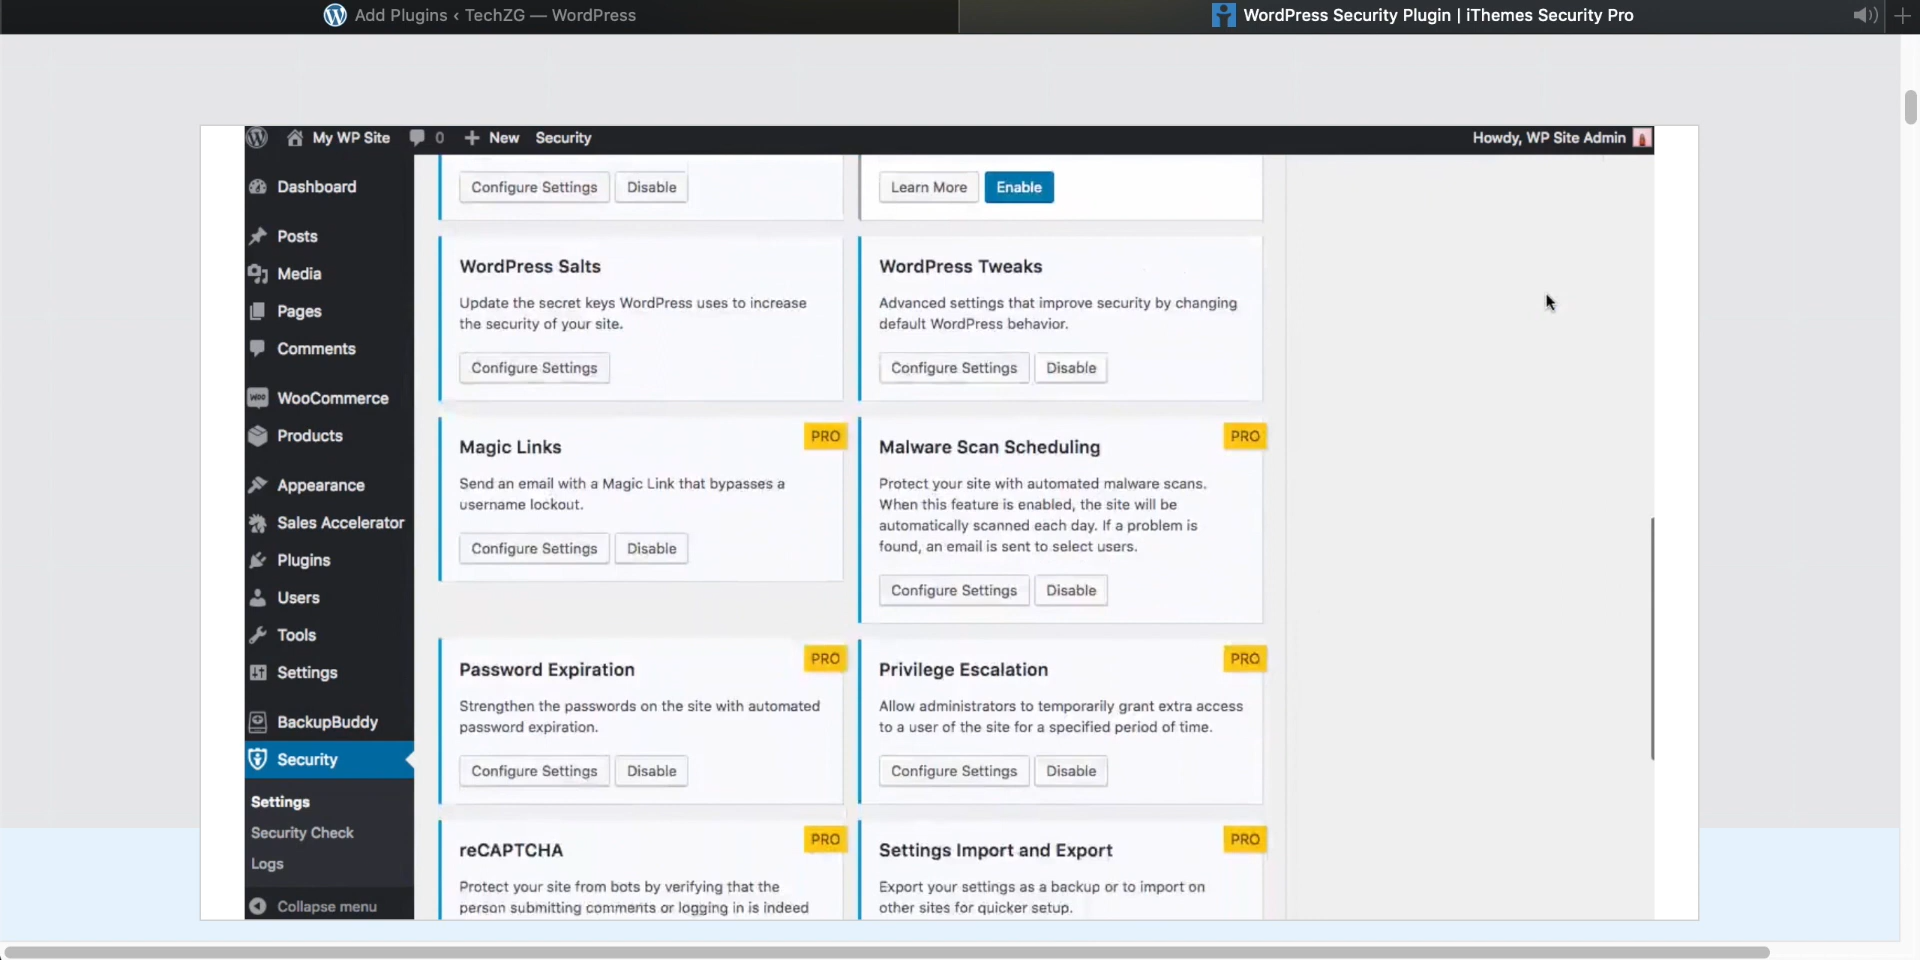 Add Plugins ‹ TechZG — WordPress
WordPress Security Plugin | iThemes Security Pro
My WP Site
0
New
Security
Howdy, WP Site Admin
Dashboard
Posts
Media
Pages
Comments
WooCommerce
Products
Appearance
Sales Accelerator
Plugins
Users
Tools
Settings
BackupBuddy
Security
Settings
Security Check
Logs
Collapse menu
Configure Settings
Disable
Learn More
Enable
WordPress Salts
Update the secret keys WordPress uses to increase
the security of your site.
Configure Settings
WordPress Tweaks
Advanced settings that improve security by changing
default WordPress behavior.
Configure Settings
Disable
Magic Links
PRO
Send an email with a Magic Link that bypasses a
username lockout.
Configure Settings
Disable
Malware Scan Scheduling
PRO
Protect your site with automated malware scans.
When this feature is enabled, the site will be
automatically scanned each day. If a problem is
found, an email is sent to select users.
Configure Settings
Disable
Password Expiration
PRO
Strengthen the passwords on the site with automated
password expiration.
Configure Settings
Disable
Privilege Escalation
PRO
Allow administrators to temporarily grant extra access
to a user of the site for a specified period of time.
Configure Settings
Disable
reCAPTCHA
PRO
Protect your site from bots by verifying that the
person submitting comments or logging in is indeed
Settings Import and Export
PRO
Export your settings as a backup or to import on
other sites for quicker setup.